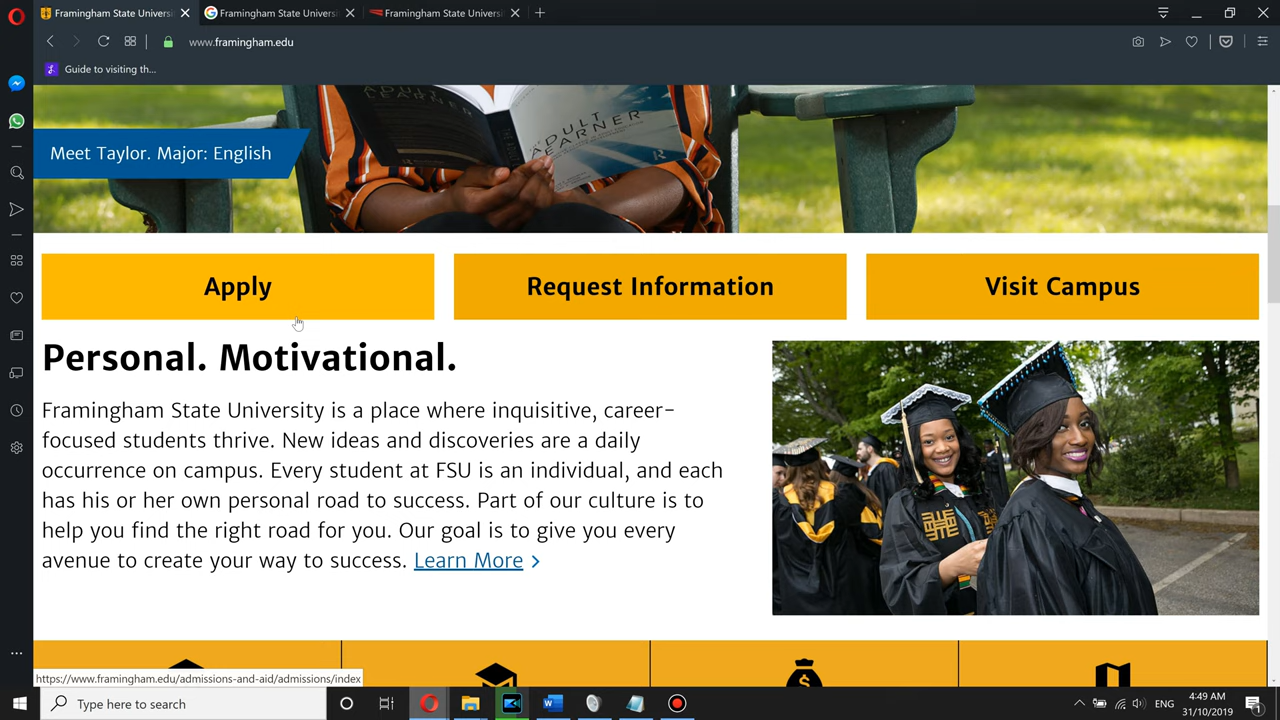 Framingham State Universi
Framingham State Universi
Framingham State Universi
www.framingham.edu
Guide to visiting th...
ADULT LEARNER
ADULT
LEARNER
Meet Taylor. Major: English
Apply
Request Information
Visit Campus
Personal. Motivational.
Framingham State University is a place where inquisitive, career-
focused students thrive. New ideas and discoveries are a daily
occurrence on campus. Every student at FSU is an individual, and each
has his or her own personal road to success. Part of our culture is to
help you find the right road for you. Our goal is to give you every
avenue to create your way to success. Learn More
https://www.framingham.edu/admissions-and-aid/admissions/index
Type here to search
ENG
4:49 AM
31/10/2019